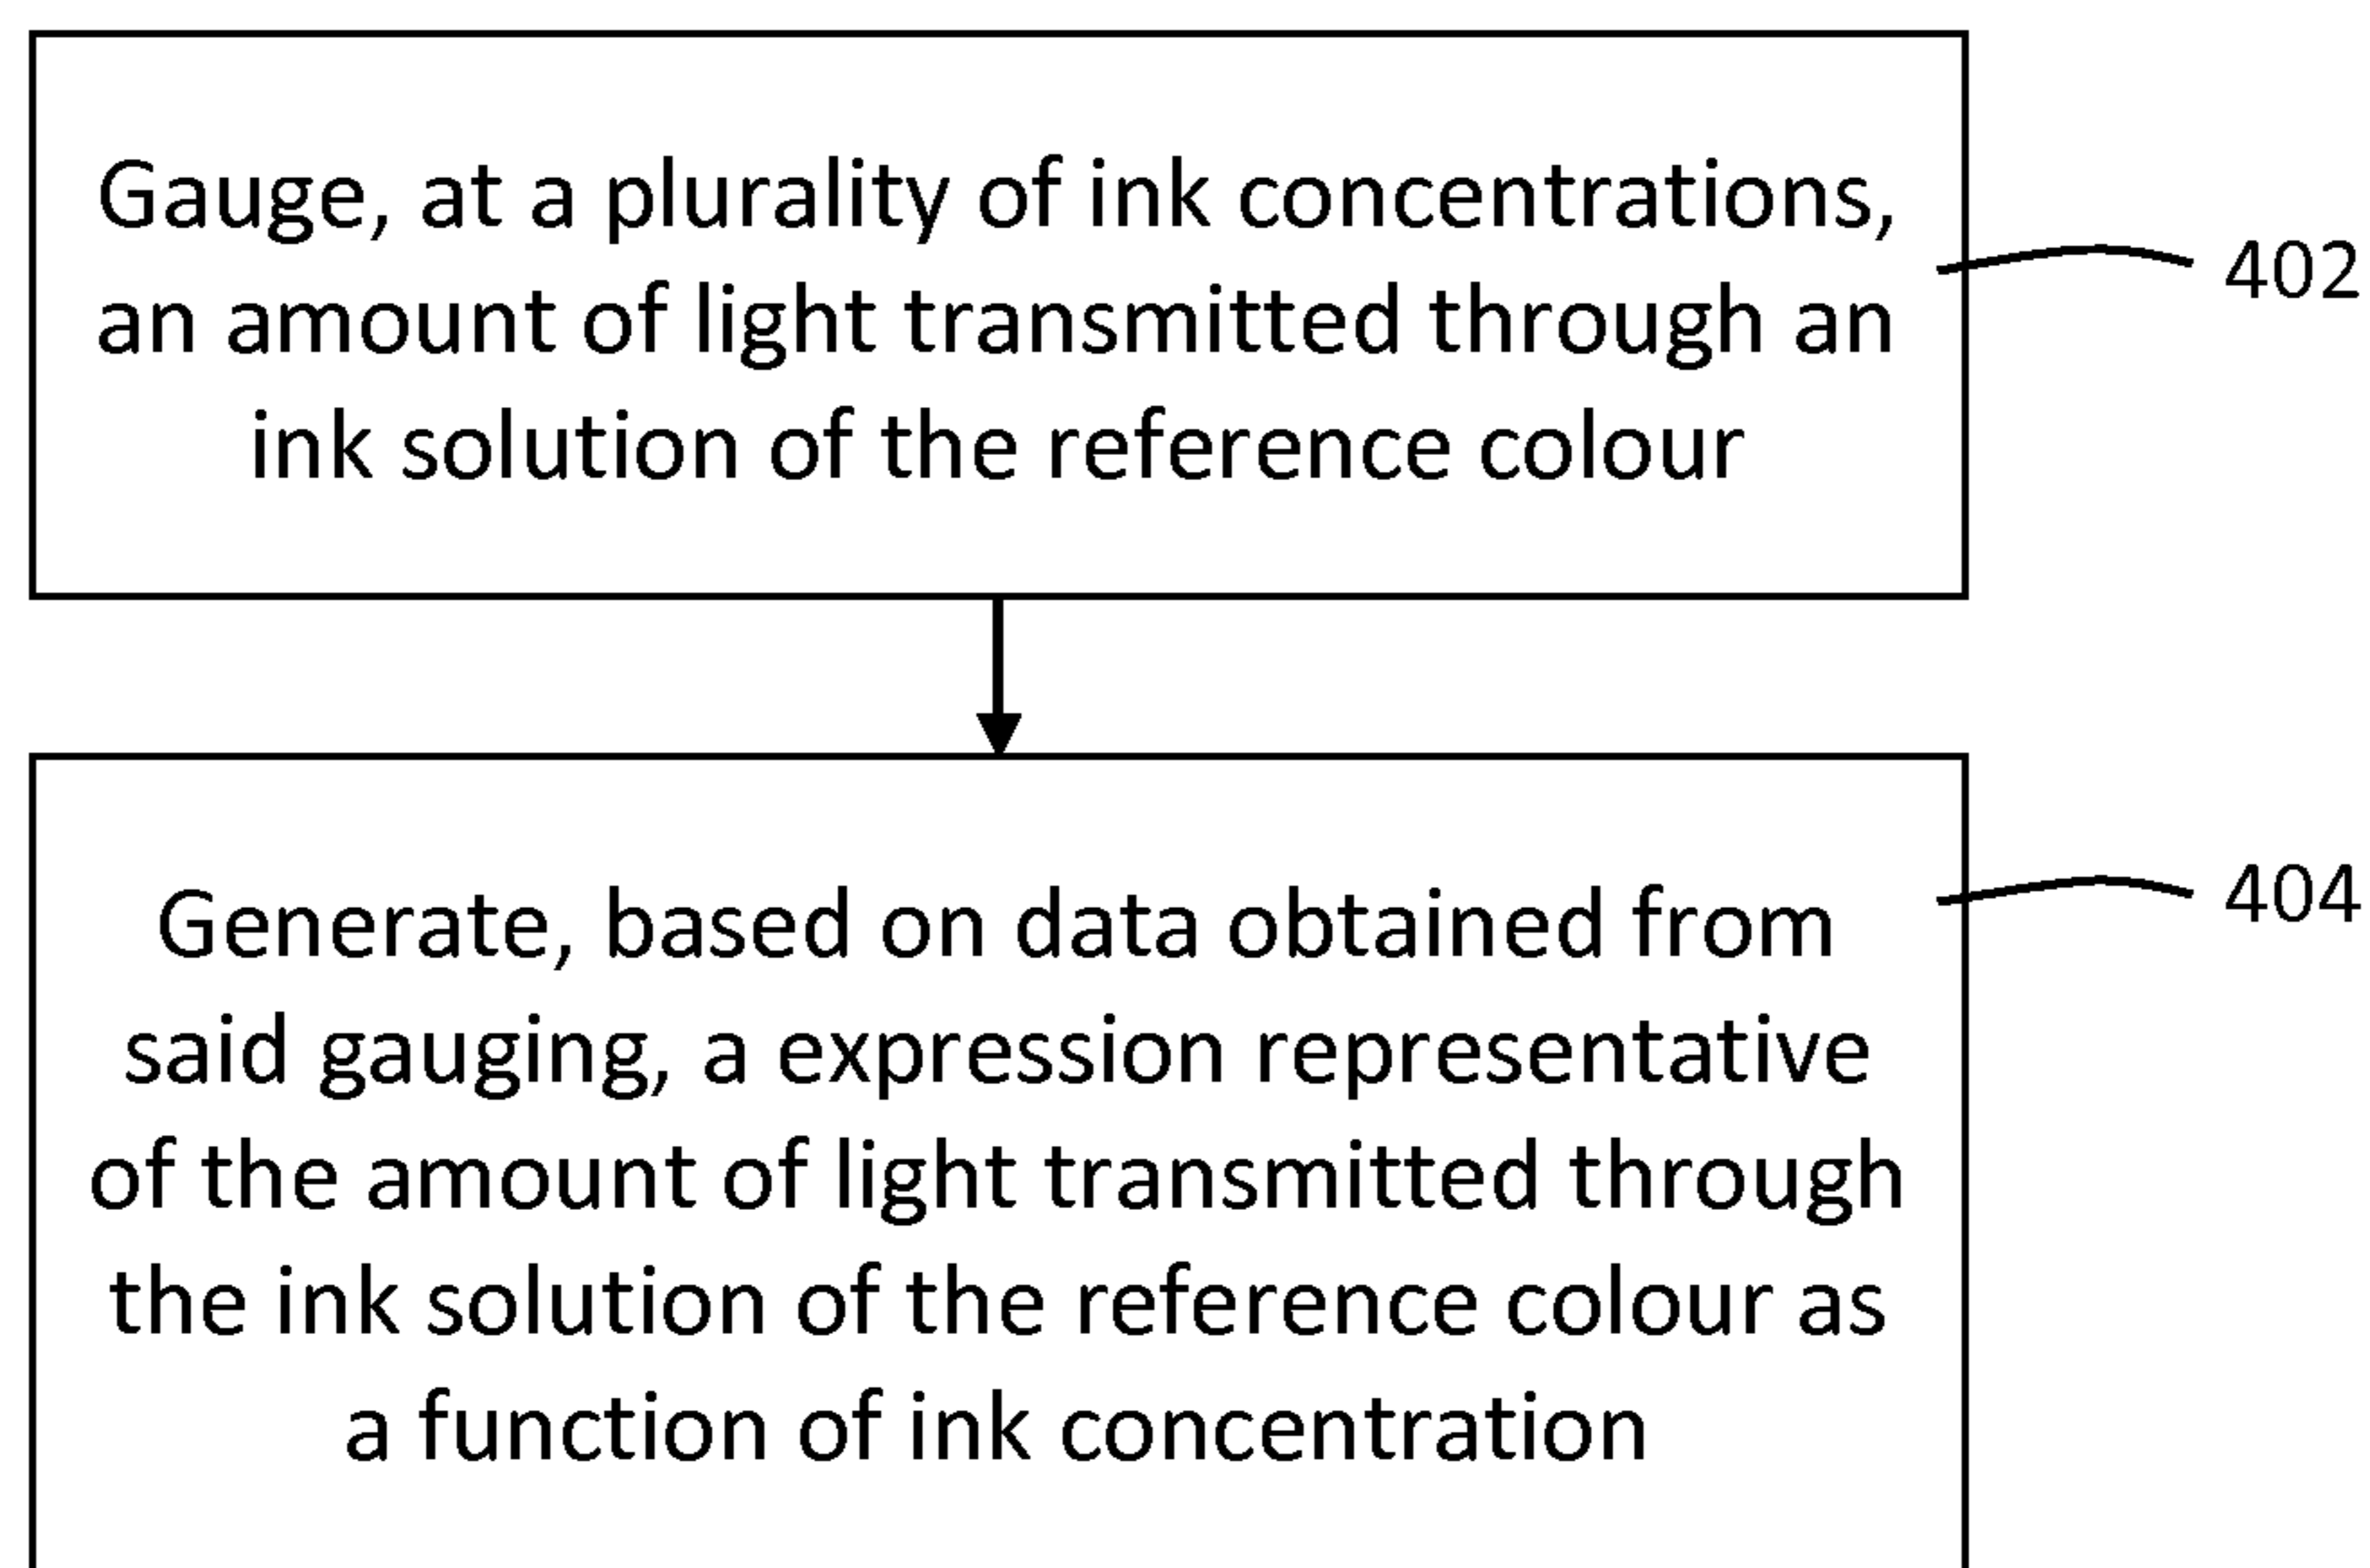 Gauge, at a plurality of ink concentrations,
an amount of light transmitted through an
ink solution of the reference colour
402
Generate, based on data obtained from
said gauging, a expression representative
of the amount of light transmitted through
the ink solution of the reference colour as
a function of ink concentration
404